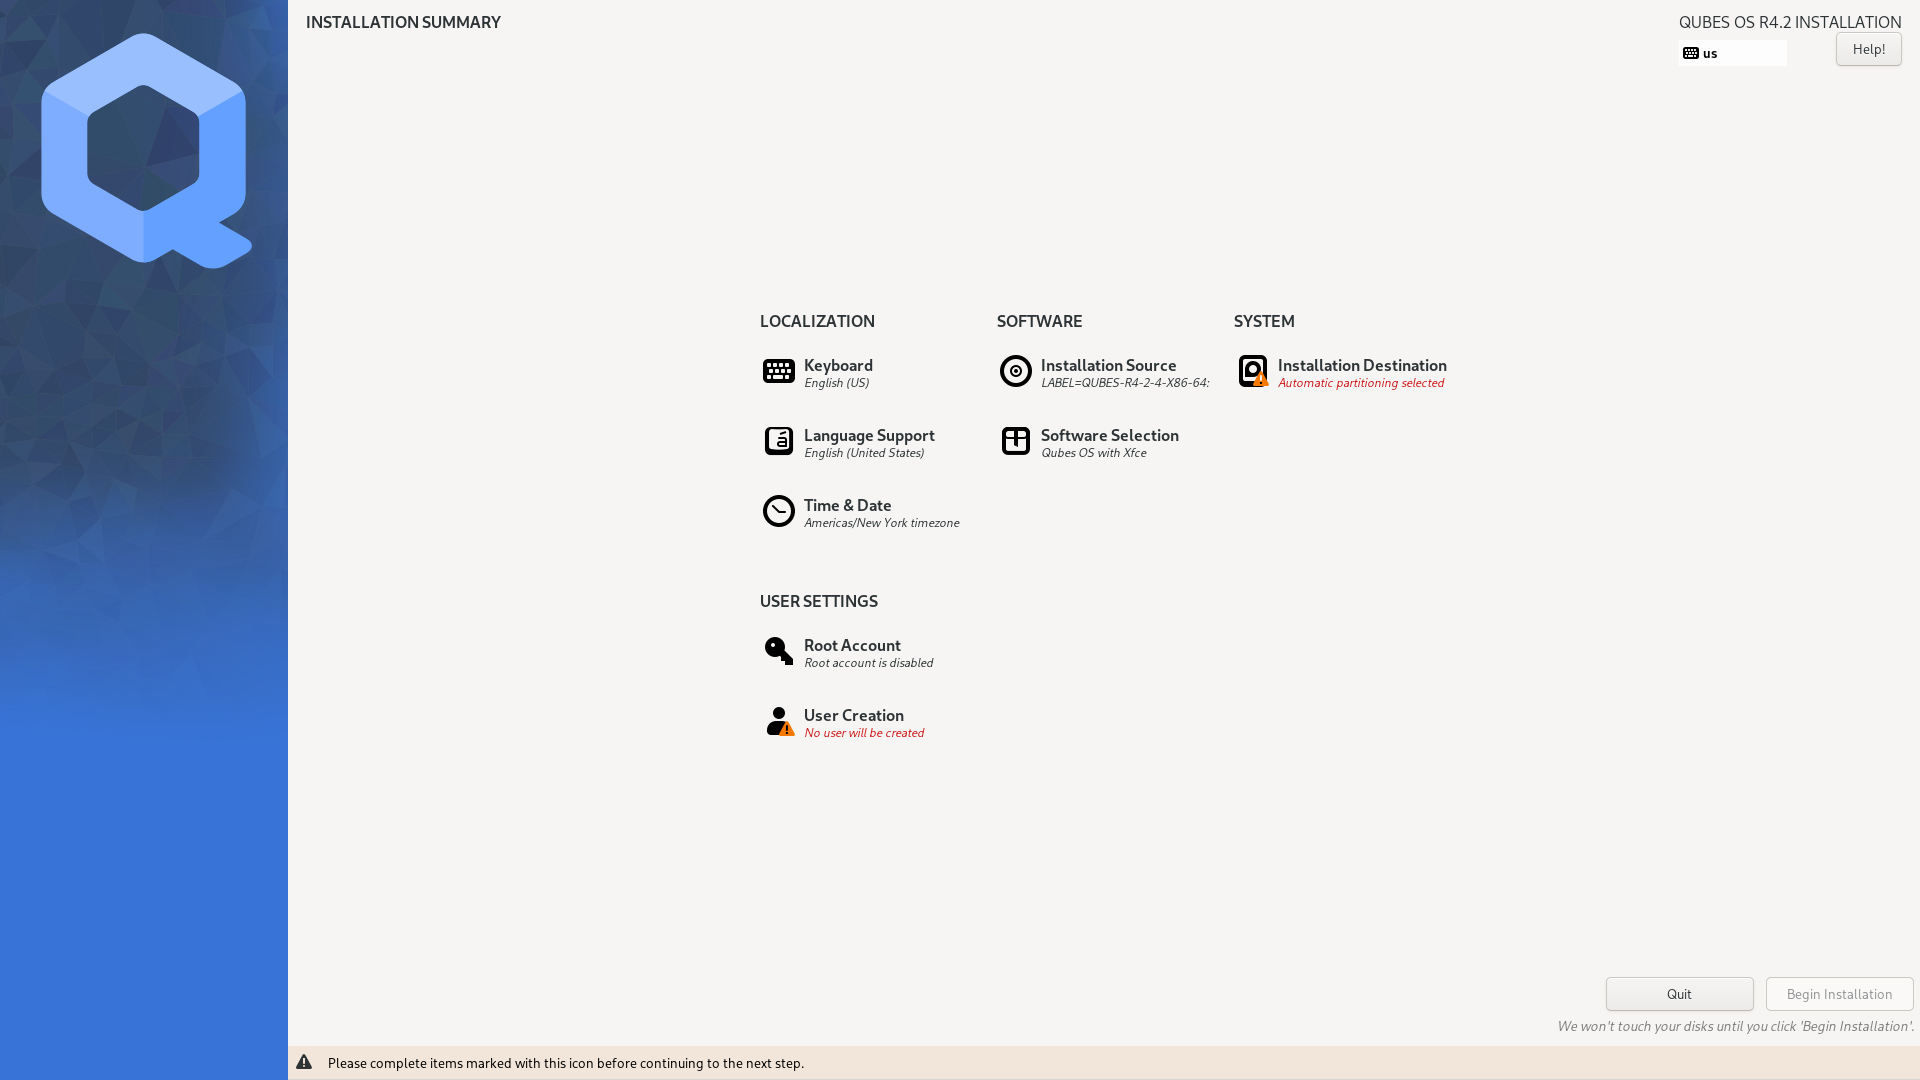 INSTALLATION SUMMARY
QUBES OS R4.2 INSTALLATION
us
Help!
LOCALIZATION
Keyboard
English (US)
Language Support
English (United States)
Time & Date
Americas/New York timezone
SOFTWARE
Installation Source
LABEL=QUBES-R4-2-4-X86-64:
Software Selection
Qubes OS with Xfce
SYSTEM
Installation Destination
Automatic partitioning selected
USER SETTINGS
Root Account
Root account is disabled
User Creation
No user will be created
Quit
Begin Installation
We won't touch your disks until you click 'Begin Installation'.
Please complete items marked with this icon before continuing to the next step.